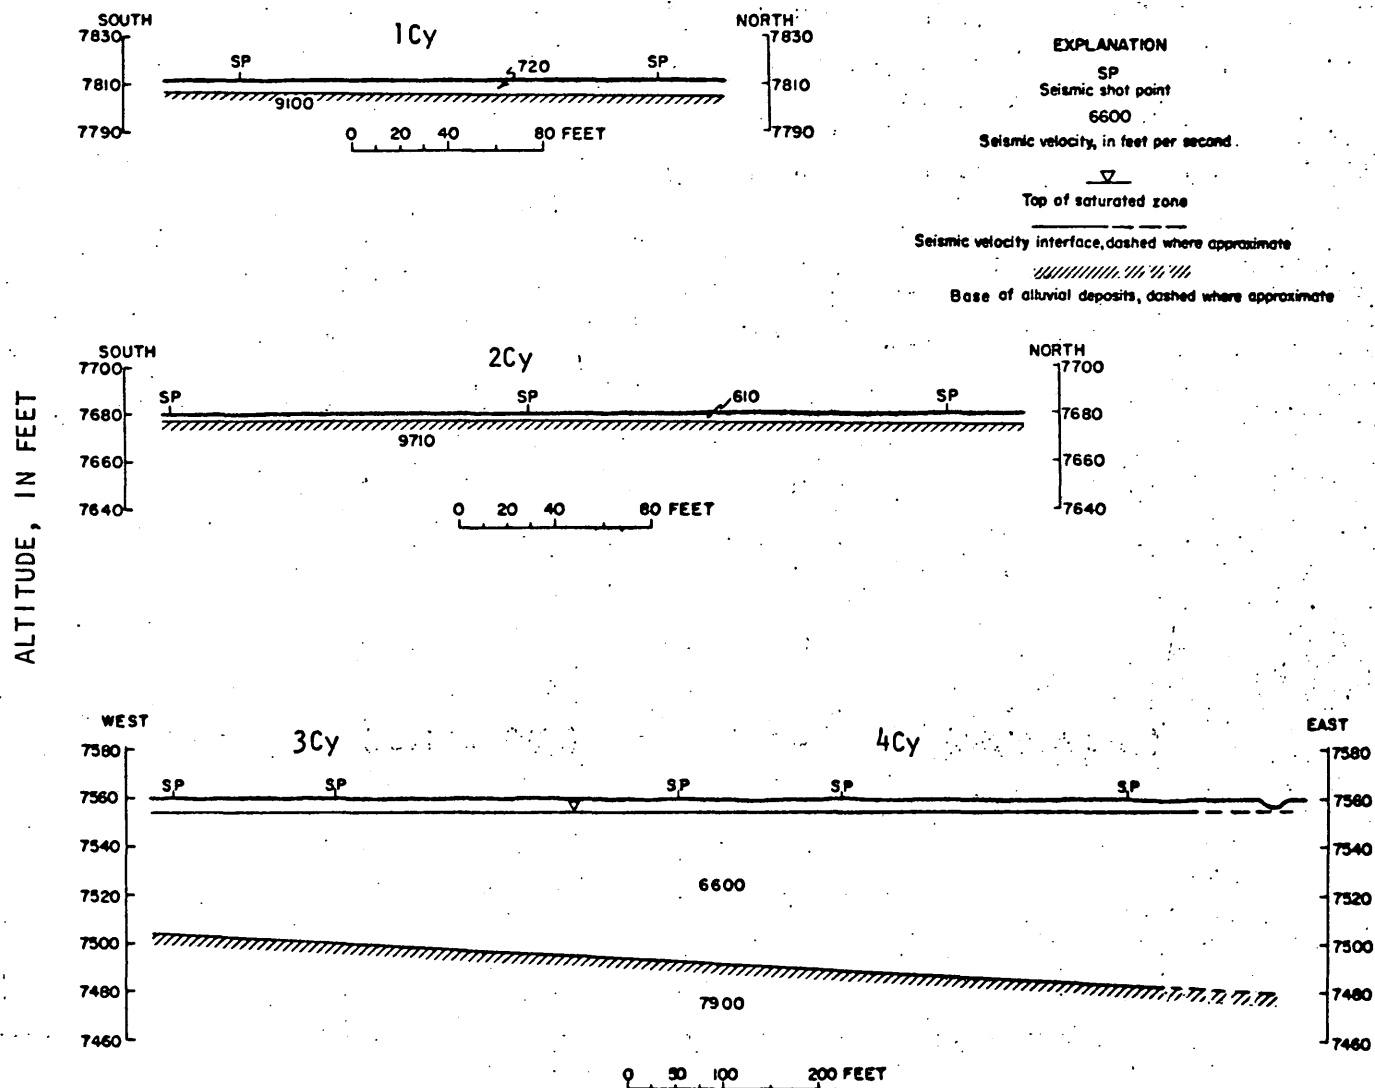 SOUTH
1Cy
NORTH
7830
7830
EXPLANATION
SP
720
SP
SP
Seismic shot point
7810
7810
9100
6600
7790
0 20 40 80 FEET
7790
Seismic velocity, in feet per second
Top of saturated zone
Seismic velocity interface, dashed where approximate
Base of alluvial deposits, dashed where approximate
SOUTH
2Cy
NORTH
7700
7700
SP
SP
610
SP
7680
7680
9710
7660
7660
7640
0 20 40 80 FEET
7640
ALTITUDE, IN FEET
WEST
3Cy
4Cy
EAST
7580
7580
SP
SP
SP
SP
SP
7560
7560
7540
7540
6600
7520
7520
7500
7500
7480
7480
7900
7460
7460
0 50 100 200 FEET